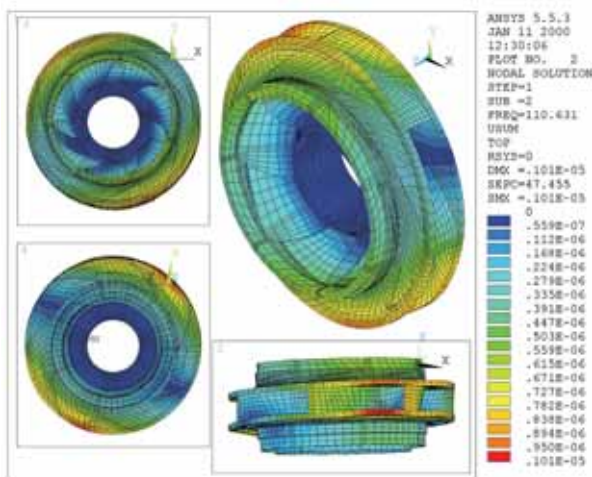 ANSYS 5.5.3
JAN 11 2000
12:30:06
PLOT NO. 2
NODAL SOLUTION
STEP=1
SUB =2
FREQ=110.631
USUM
TOP
RSYS=0
DMX =.101E-05
SEPC=47.455
SMX =.101E-05
0
.559E-07
.112E-06
.168E-06
.224E-06
.279E-06
.335E-06
.391E-06
.447E-06
.503E-06
.559E-06
.615E-06
.671E-06
.727E-06
.782E-06
.838E-06
.894E-06
.950E-06
.101E-05
X
Y
X
X